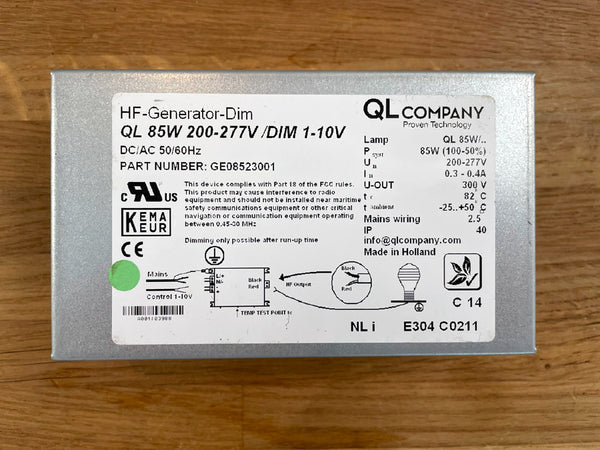 HF-Generator-Dim
QL 85W 200-277V /DIM 1-10V
DC/AC 50/60Hz
PART NUMBER: GE08523001
QL COMPANY
Proven Technology
Lamp QL 85W/..
P syst 85W (100-50%)
U n 200-277V
I n 0.3 - 0.4A
U-OUT 300 V
t c 82 °C
t ambient -25..+50 °C
Mains wiring 2.5
IP 40
info@qlcompany.com
Made in Holland
c UL US
This device complies with Part 18 of the FCC rules.
This product may cause interference to radio
equipment and should not be installed near maritime
safety communications equipment or other critical
navigation or communication equipment operating
between 0,45-30 MHz
KEMA
KEUR
CE
Dimming only possible after run-up time
Mains
Control 1-10V
L/+
N/-
Black
Red
HF Output
Black
Red
TEMP TEST POINT tc
C 14
NL i
E304 C0211